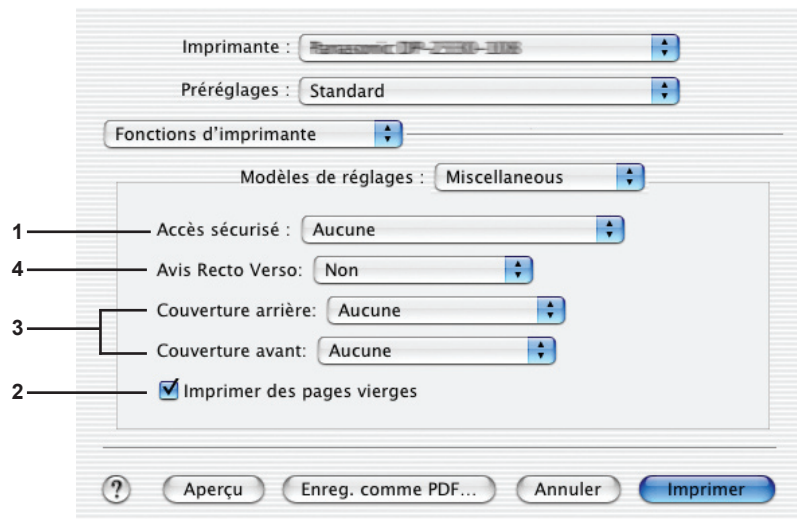 Imprimante :
Préréglages : Standard
Fonctions d'imprimante
Modèles de réglages : Miscellaneous
1 Accès sécurisé : Aucune
4 Avis Recto Verso: Non
Couverture arrière: Aucune
3
Couverture avant: Aucune
2 Imprimer des pages vierges
? Aperçu Enreg. comme PDF... Annuler Imprimer